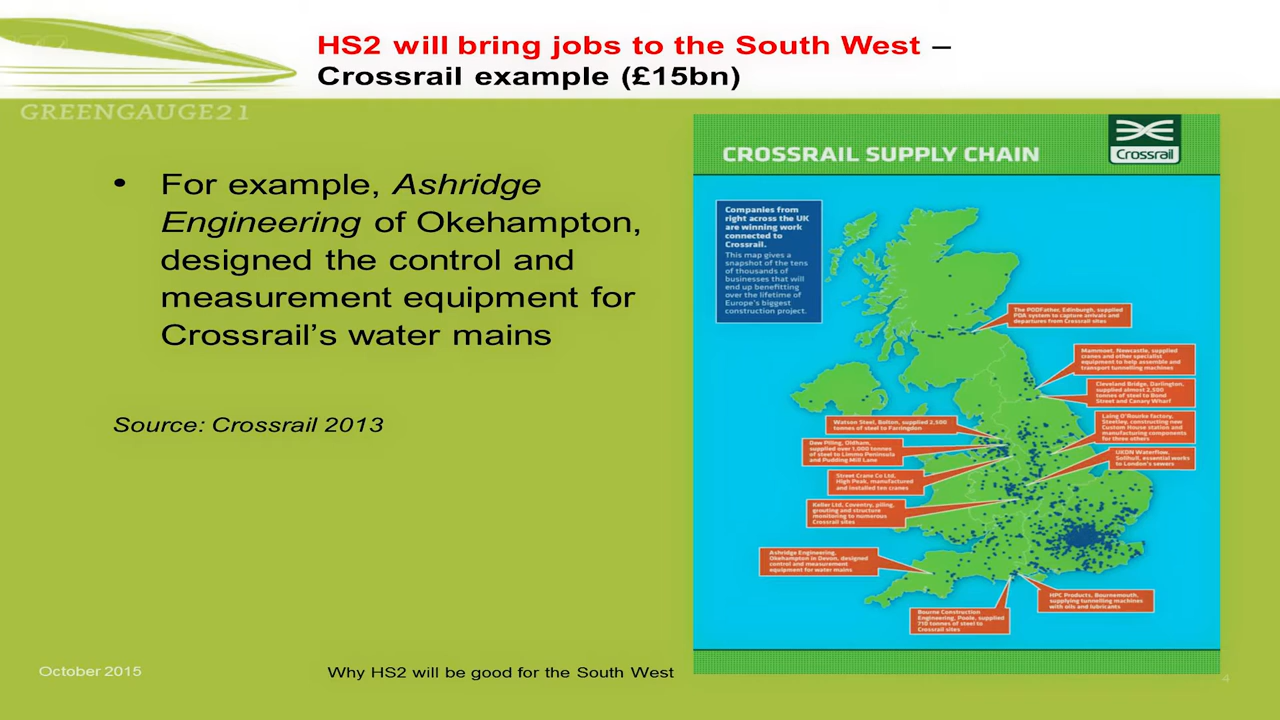 HS2 will bring jobs to the South West –
Crossrail example (£15bn)
GREENGAUGE21
• For example, Ashridge
Engineering of Okehampton,
designed the control and
measurement equipment for
Crossrail’s water mains
Source: Crossrail 2013
CROSSRAIL SUPPLY CHAIN
Crossrail
Companies from
right across the UK
are winning work
connected to
Crossrail.
This map gives a
snapshot of the tens
of thousands of
businesses that will
end up benefitting
over the lifetime of
Europe's biggest
construction project.
The PODFather, Edinburgh, supplied
PDA system to capture arrivals and
departures from Crossrail sites
Mammoet, Newcastle, supplied
cranes and other specialist
equipment to help assemble and
transport tunnelling machines
Cleveland Bridge, Darlington,
supplied almost 2,500
tonnes of steel to Bond
Street and Canary Wharf
Laing O'Rourke factory,
Steetley, constructing new
Custom House station and
manufacturing components
for three others
UKDN Waterflow,
Solihull, essential works
to London's sewers
Watson Steel, Bolton, supplied 2,500
tonnes of steel to Farringdon
Daw Piling, Oldham,
supplied over 1,000 tonnes
of steel to Limmo Peninsula
and Pudding Mill Lane
Street Crane Co Ltd,
High Peak, manufactured
and installed ten cranes
Keller Ltd, Coventry, piling,
grouting and structure
monitoring to numerous
Crossrail sites
Ashridge Engineering,
Okehampton in Devon, designed
control and measurement
equipment for water mains
HPC Products, Bournemouth,
supplying tunnelling machines
with oils and lubricants
Bourne Construction
Engineering, Poole, supplied
710 tonnes of steel to
Crossrail sites
October 2015
Why HS2 will be good for the South West
4